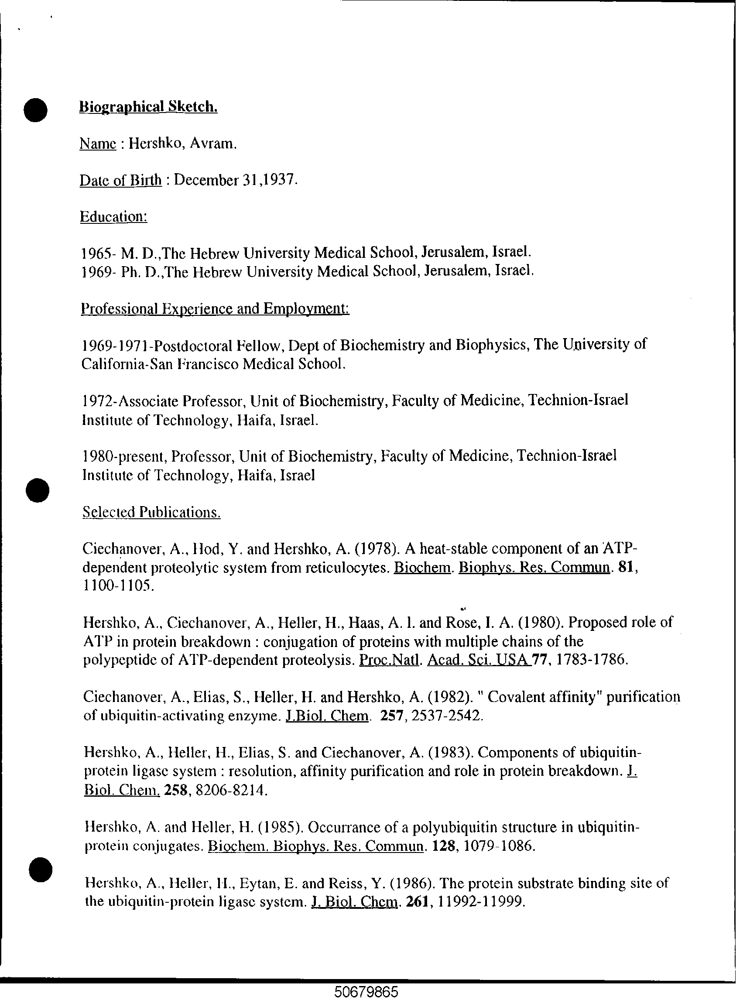 Biographical Sketch.
Name : Hershko, Avram.
Date of Birth : December 31,1937.
Education:
1965- M. D.,The Hebrew University Medical School, Jerusalem, Israel.
1969- Ph. D.,The Hebrew University Medical School, Jerusalem, Israel.
Professional Experience and Employment:
1969-1971-Postdoctoral Fellow, Dept of Biochemistry and Biophysics, The University of
California-San Francisco Medical School.
1972-Associate Professor, Unit of Biochemistry, Faculty of Medicine, Technion-Israel
Institute of Technology, Haifa, Israel.
1980-present, Professor, Unit of Biochemistry, Faculty of Medicine, Technion-Israel
Institute of Technology, Haifa, Israel
Selected Publications.
Ciechanover, A., Hod, Y. and Hershko, A. (1978). A heat-stable component of an ATP-
dependent proteolytic system from reticulocytes. Biochem. Biophys. Res. Commun. 81,
1100-1105.
Hershko, A., Ciechanover, A., Heller, H., Haas, A. l. and Rose, I. A. (1980). Proposed role of
ATP in protein breakdown : conjugation of proteins with multiple chains of the
polypeptide of ATP-dependent proteolysis. Proc.Natl. Acad. Sci. USA 77, 1783-1786.
Ciechanover, A., Elias, S., Heller, H. and Hershko, A. (1982). " Covalent affinity" purification
of ubiquitin-activating enzyme. J.Biol. Chem. 257, 2537-2542.
Hershko, A., Heller, H., Elias, S. and Ciechanover, A. (1983). Components of ubiquitin-
protein ligase system : resolution, affinity purification and role in protein breakdown. J.
Biol. Chem. 258, 8206-8214.
Hershko, A. and Heller, H. (1985). Occurrance of a polyubiquitin structure in ubiquitin-
protein conjugates. Biochem. Biophys. Res. Commun. 128, 1079-1086.
Hershko, A., Heller, H., Eytan, E. and Reiss, Y. (1986). The protein substrate binding site of
the ubiquitin-protein ligase system. J. Biol. Chem. 261, 11992-11999.
50679865